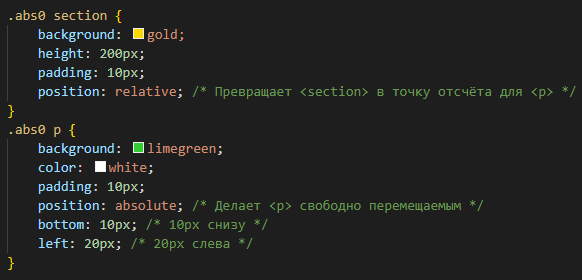 .abs0 section {
background: gold;
height: 200px;
padding: 10px;
position: relative; /* Превращает <section> в точку отсчёта для <p> */
}
.abs0 p {
background: limegreen;
color: white;
padding: 10px;
position: absolute; /* Делает <p> свободно перемещаемым */
bottom: 10px; /* 10px снизу */
left: 20px; /* 20px слева */
}